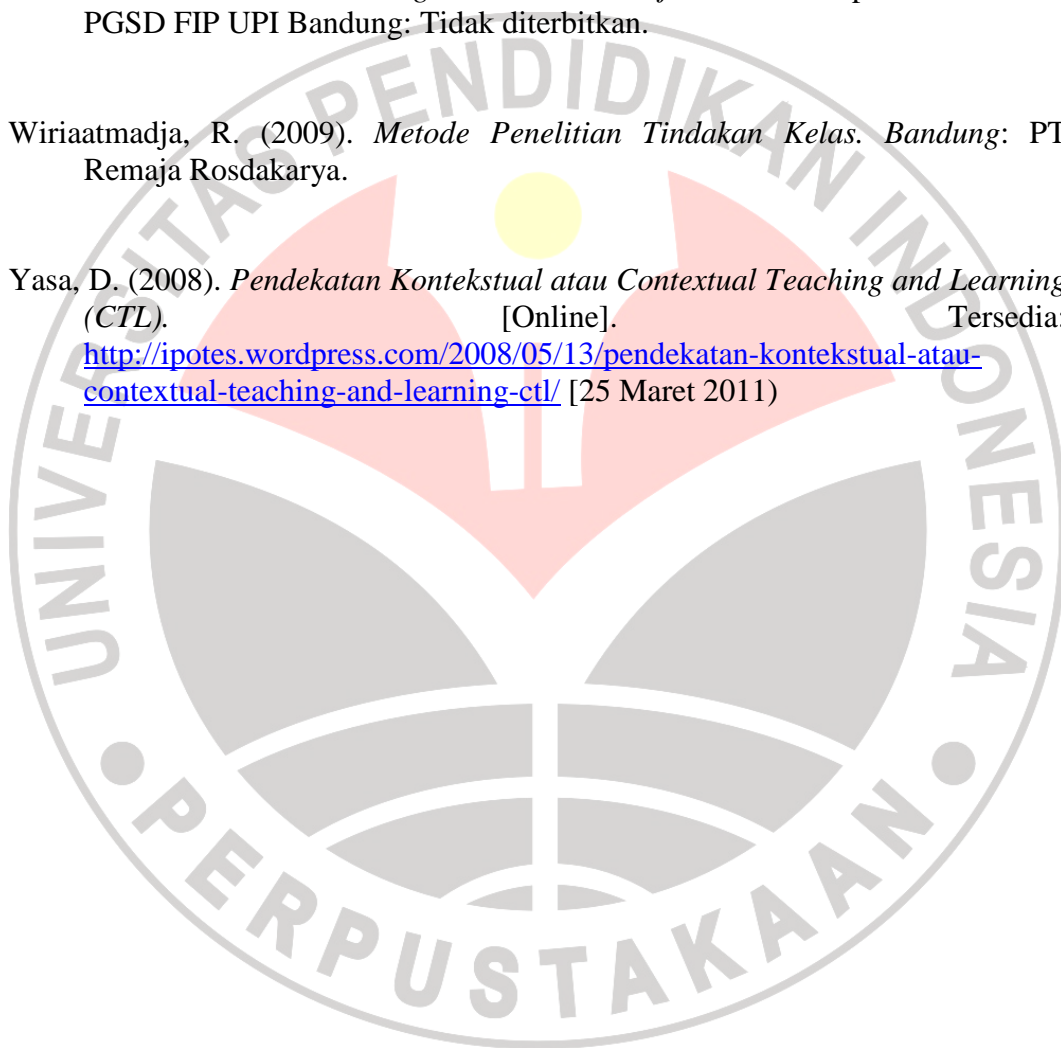 PGSD FIP UPI Bandung: Tidak diterbitkan.
Wiriaatmadja, R. (2009). Metode Penelitian Tindakan Kelas. Bandung: PT
Remaja Rosdakarya.
Yasa, D. (2008). Pendekatan Kontekstual atau Contextual Teaching and Learning
(CTL). [Online]. Tersedia:
http://ipotes.wordpress.com/2008/05/13/pendekatan-kontekstual-atau-
contextual-teaching-and-learning-ctl/ [25 Maret 2011)
UNIVERSITAS PENDIDIKAN INDONESIA
PERPUSTAKAAN